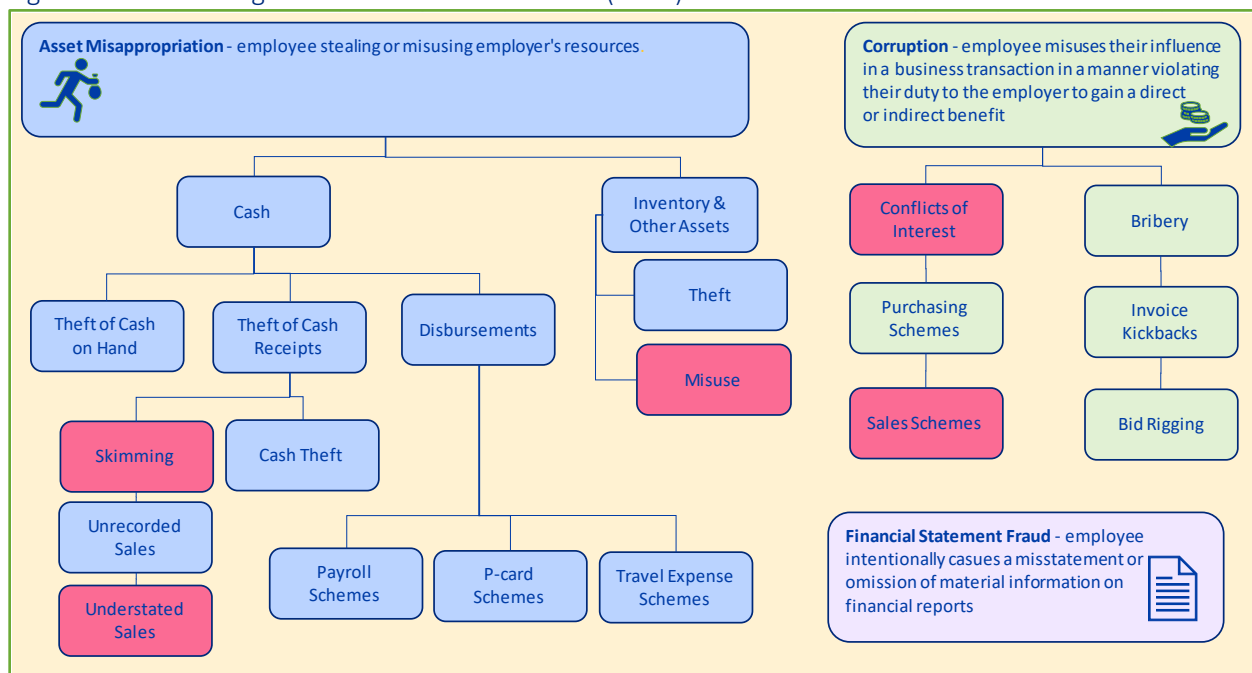 Asset Misappropriation - employee stealing or misusing employer's resources
Corruption - employee misuses their influence
in a business transaction in a manner violating
their duty to the employer to gain a direct
or indirect benefit
Cash
Inventory &
Other Assets
Conflicts of
Interest
Bribery
Theft of Cash
on Hand
Theft of Cash
Receipts
Disbursements
Theft
Purchasing
Schemes
Invoice
Kickbacks
Misuse
Skimming
Cash Theft
Sales Schemes
Bid Rigging
Unrecorded
Sales
Understated
Sales
Payroll
Schemes
P-card
Schemes
Travel Expense
Schemes
Financial Statement Fraud - employee
intentionally casues a misstatement or
omission of material information on
financial reports